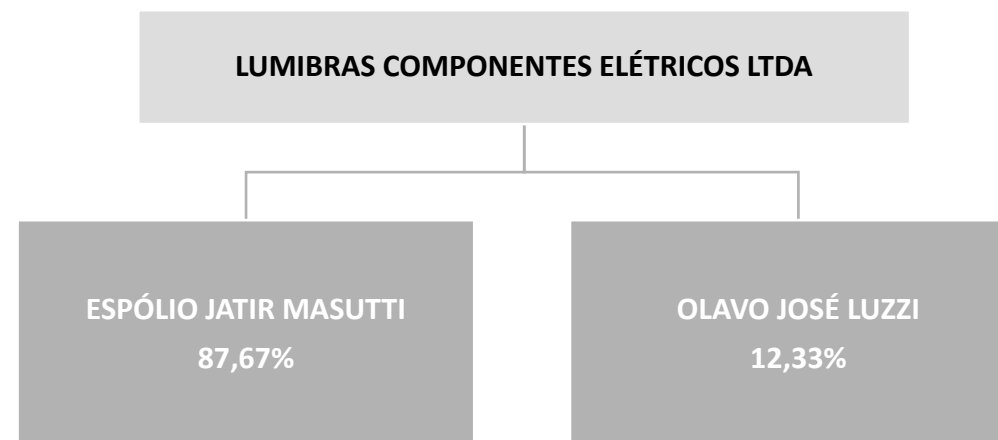 LUMIBRAS COMPONENTES ELÉTRICOS LTDA
ESPÓLIO JATIR MASUTTI
87,67%
OLAVO JOSÉ LUZZI
12,33%